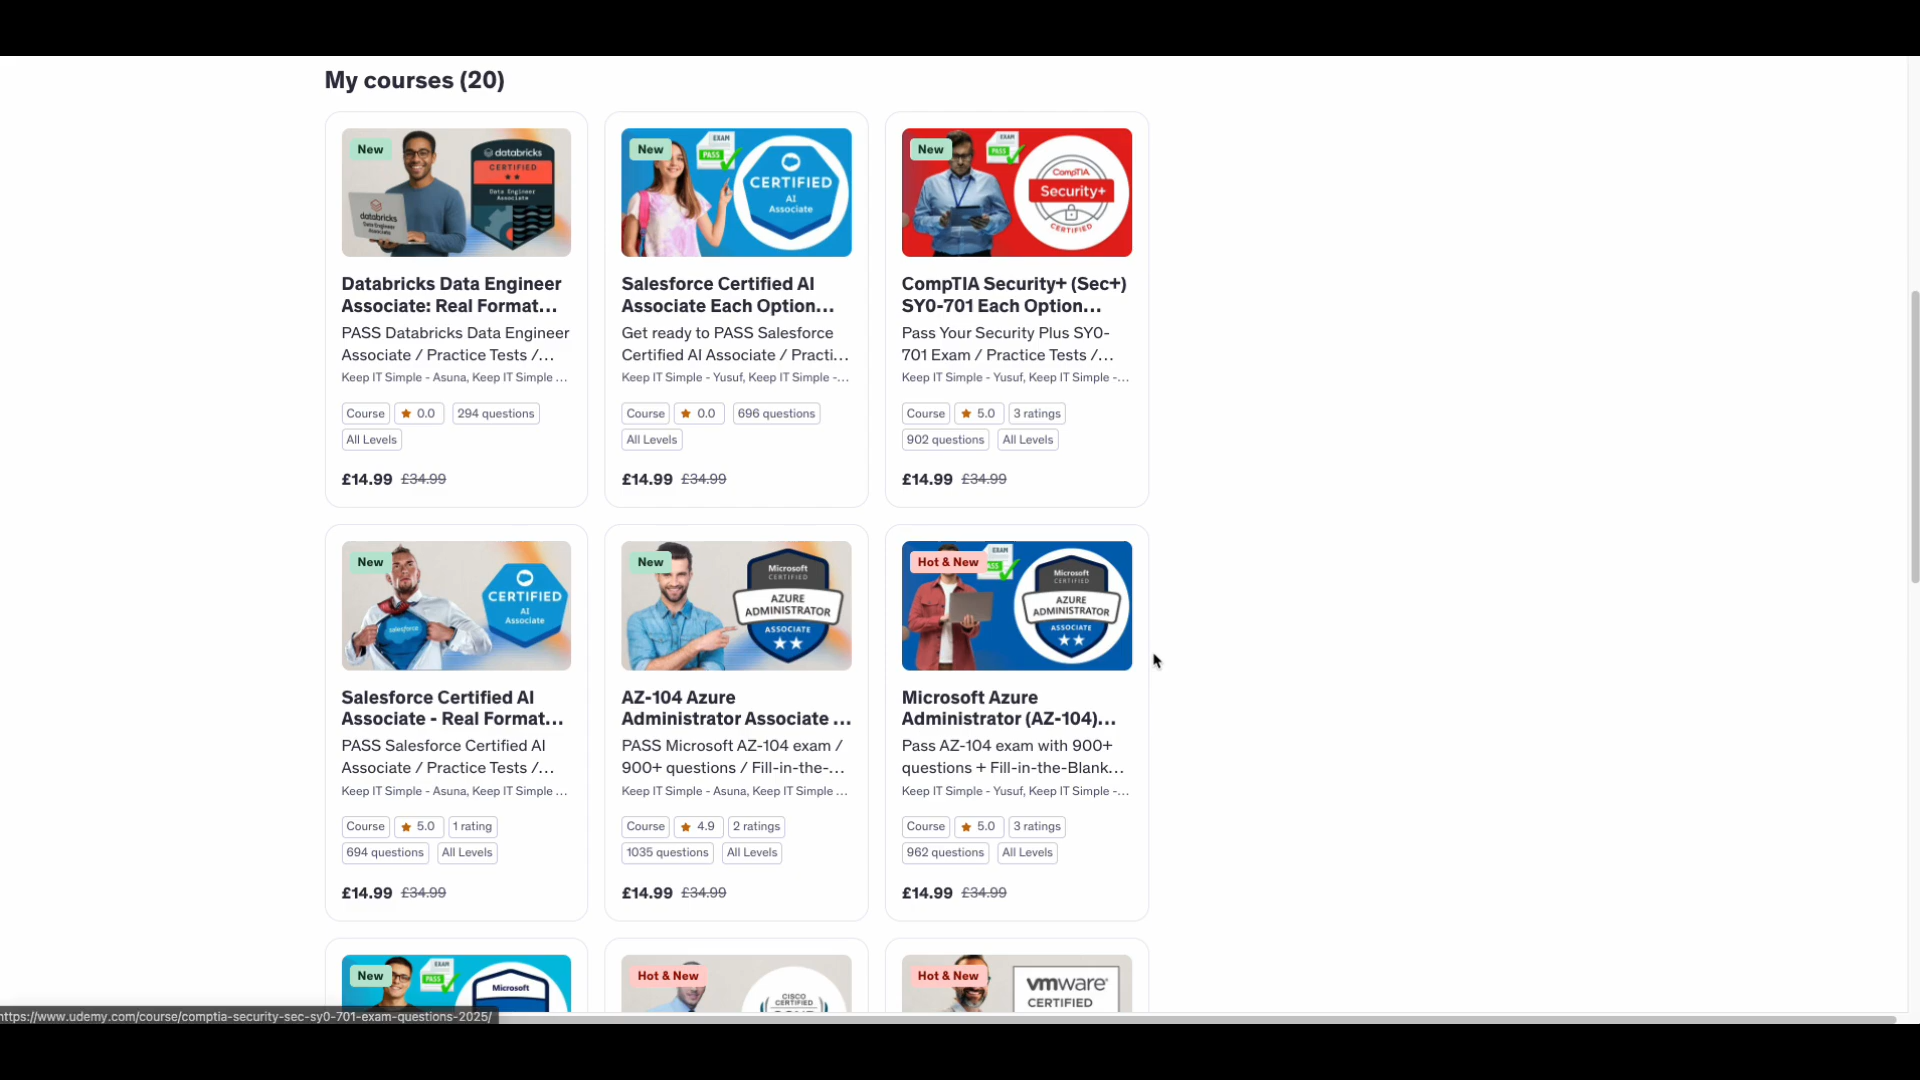 My courses (20)
New
databricks
CERTIFIED
Data Engineer
Associate
databricks
Data Engineer
Associate
Databricks Data Engineer
Associate: Real Format...
PASS Databricks Data Engineer
Associate / Practice Tests /...
Keep IT Simple - Asuna, Keep IT Simple ...
Course
0.0
294 questions
All Levels
£14.99 £34.99
New
EXAM
PASS
CERTIFIED
AI
Associate
Salesforce Certified AI
Associate Each Option...
Get ready to PASS Salesforce
Certified AI Associate / Practi...
Keep IT Simple - Yusuf, Keep IT Simple -...
Course
0.0
696 questions
All Levels
£14.99 £34.99
New
EXAM
PASS
CompTIA
Security+
CERTIFIED
CompTIA Security+ (Sec+)
SY0-701 Each Option...
Pass Your Security Plus SY0-
701 Exam / Practice Tests /...
Keep IT Simple - Yusuf, Keep IT Simple -...
Course
5.0
3 ratings
902 questions
All Levels
£14.99 £34.99
New
salesforce
CERTIFIED
AI
Associate
Salesforce Certified AI
Associate - Real Format...
PASS Salesforce Certified AI
Associate / Practice Tests /...
Keep IT Simple - Asuna, Keep IT Simple ...
Course
5.0
1 rating
694 questions
All Levels
£14.99 £34.99
New
Microsoft
CERTIFIED
AZURE
ADMINISTRATOR
ASSOCIATE
AZ-104 Azure
Administrator Associate ...
PASS Microsoft AZ-104 exam /
900+ questions / Fill-in-the-...
Keep IT Simple - Asuna, Keep IT Simple ...
Course
4.9
2 ratings
1035 questions
All Levels
£14.99 £34.99
Hot & New
EXAM
ASS
Microsoft
CERTIFIED
AZURE
ADMINISTRATOR
ASSOCIATE
Microsoft Azure
Administrator (AZ-104)...
Pass AZ-104 exam with 900+
questions + Fill-in-the-Blank...
Keep IT Simple - Yusuf, Keep IT Simple -...
Course
5.0
3 ratings
962 questions
All Levels
£14.99 £34.99
New
EXAM
PASS
Microsoft
Hot & New
CISCO
CERTIFIED
Hot & New
vmware
CERTIFIED
https://www.udemy.com/course/comptia-security-sec-sy0-701-exam-questions-2025/